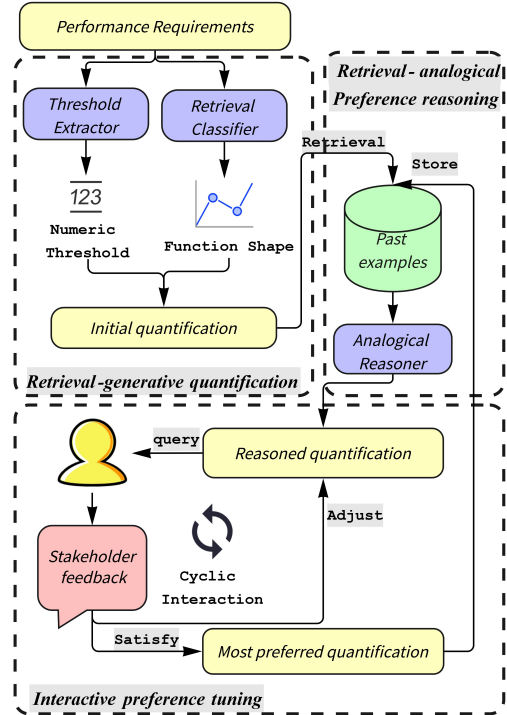 Performance Requirements
Retrieval-analogical
Preference reasoning
Threshold
Extractor
Retrieval
Classifier
Retrieval
Store
123
Numeric
Threshold
Function Shape
Past
examples
Initial quantification
Analogical
Reasoner
Retrieval-generative quantification
query
Reasoned quantification
Adjust
Stakeholder
feedback
Cyclic
Interaction
Satisfy
Most preferred quantification
Interactive preference tuning